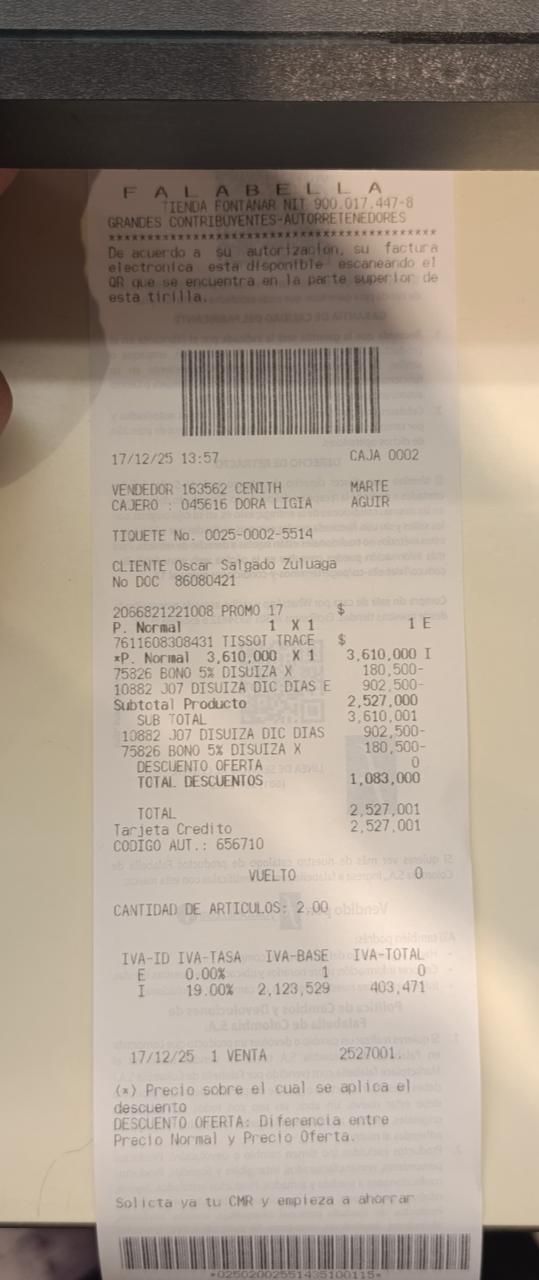 F A L A B E L L A
TIENDA FONTANAR NIT 900.017.447-8
GRANDES CONTRIBUYENTES-AUTORRETENEDORES
******************************************
De acuerdo a su autorizacion, su factura
electronica esta disponible escaneando el
QR que se encuentra en la parte superior de
esta tirilla.
17/12/25 13:57 CAJA 0002
VENDEDOR 163562 CENITH MARTE
CAJERO : 045616 DORA LIGIA AGUIR
TIQUETE No. 0025-0002-5514
CLIENTE Oscar Salgado Zuluaga
No DOC 86080421
2066821221008 PROMO 17 $
P. Normal 1 X 1 1 E
7611608308431 TISSOT TRACE $
*P. Normal 3,610,000 X 1 3,610,000 I
75826 BONO 5% DISUIZA X 180,500-
10882 J07 DISUIZA DIC DIAS E 902,500-
Subtotal Producto 2,527,000
SUB TOTAL 3,610,001
10882 J07 DISUIZA DIC DIAS 902,500-
75826 BONO 5% DISUIZA X 180,500-
DESCUENTO OFERTA 0
TOTAL DESCUENTOS 1,083,000
TOTAL 2,527,001
Tarjeta Credito 2,527,001
CODIGO AUT.: 656710
VUELTO 0
CANTIDAD DE ARTICULOS: 2,00
IVA-ID IVA-TASA IVA-BASE IVA-TOTAL
E 0.00% 1 0
I 19.00% 2,123,529 403,471
17/12/25 1 VENTA 2527001.
(*) Precio sobre el cual se aplica el
descuento
DESCUENTO OFERTA: Diferencia entre
Precio Normal y Precio Oferta.
Solicta ya tu CMR y empieza a ahorrar
*02502002551435100115*